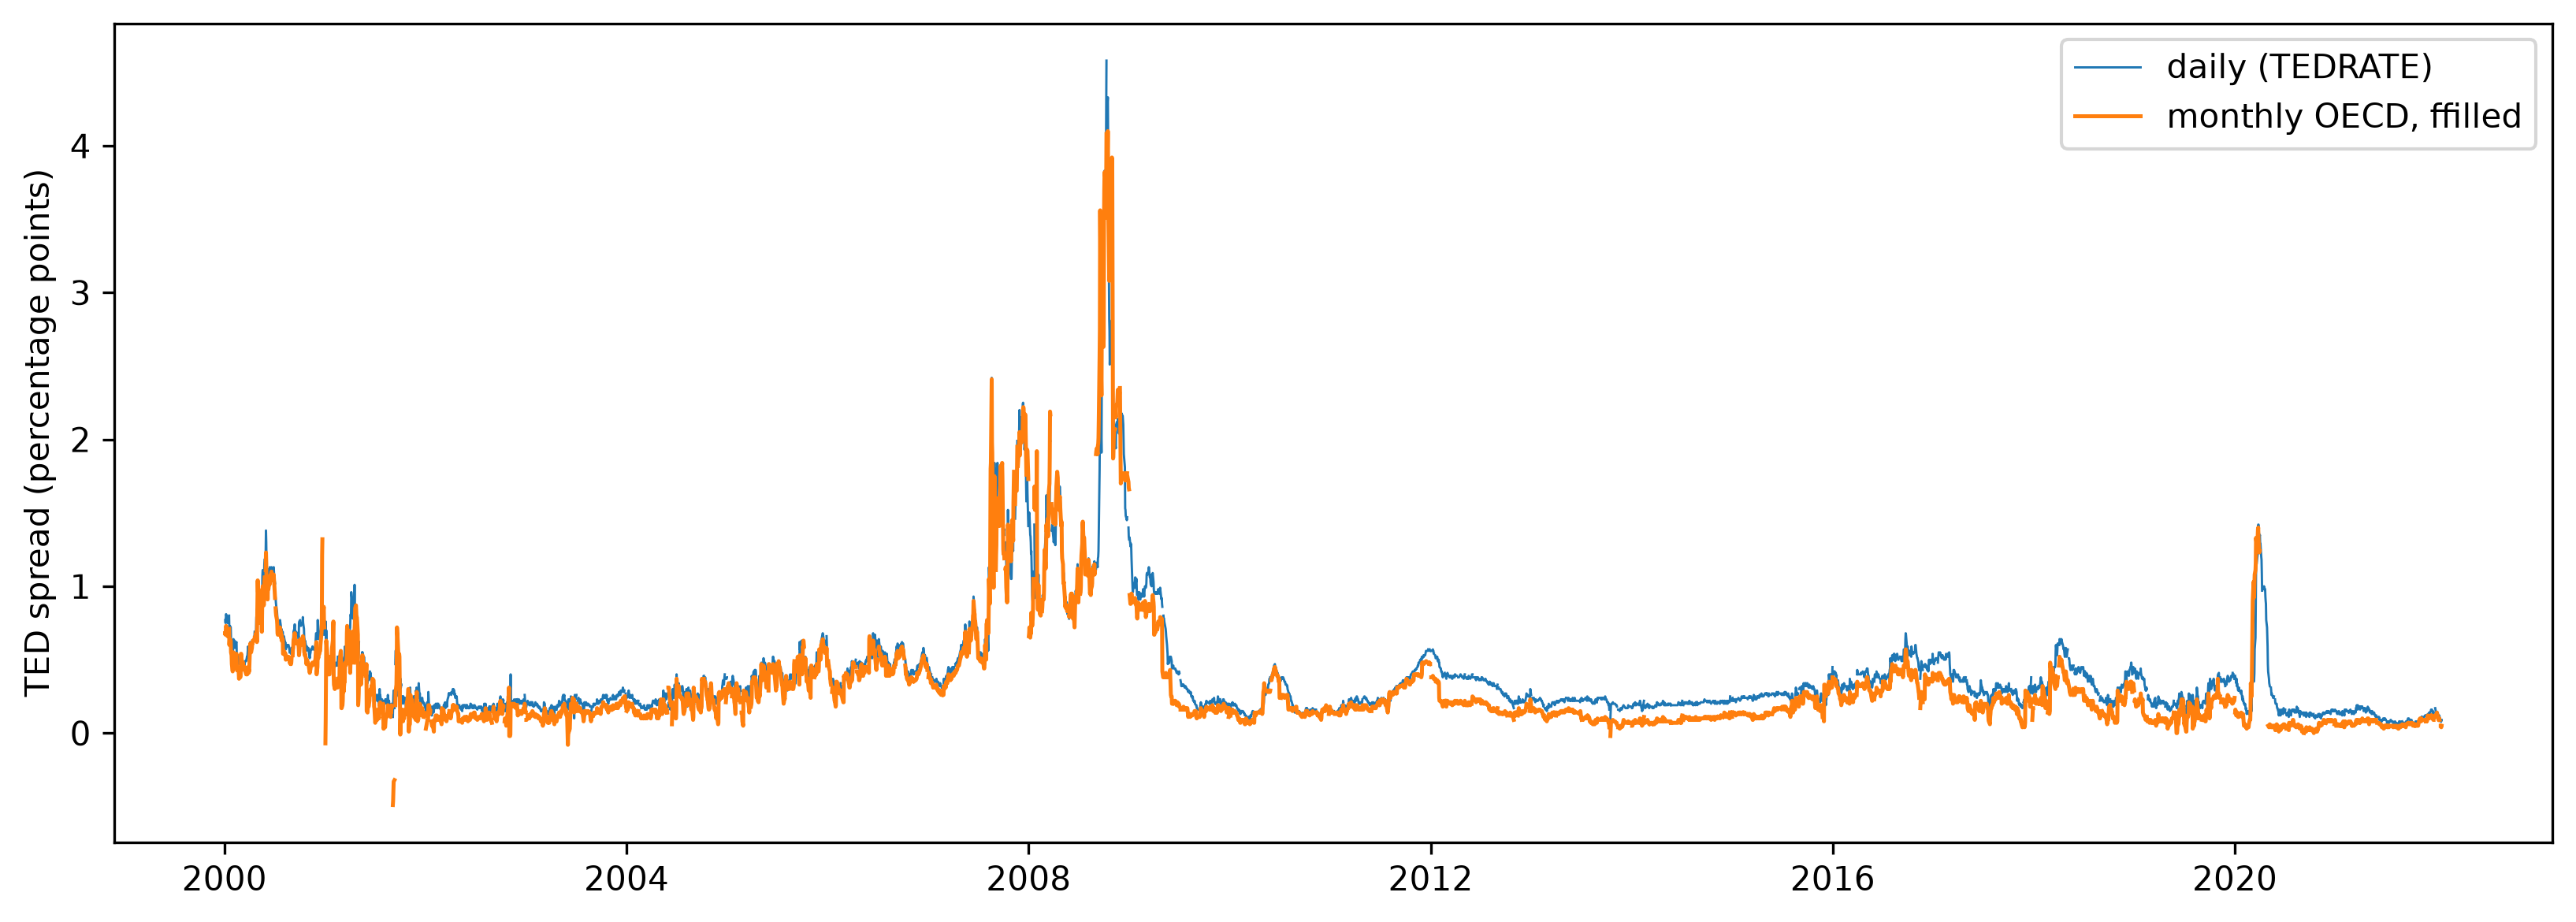 daily (TEDRATE)
monthly OECD, ffilled
TED spread (percentage points)
4
3
2
1
0
2000 2004 2008 2012 2016 2020